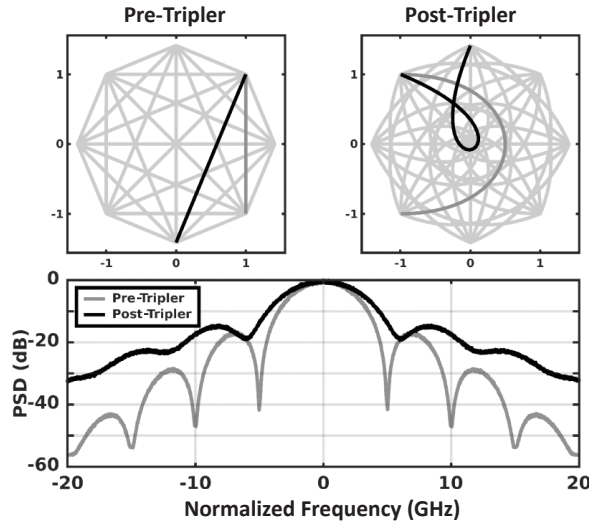 Pre-Tripler Post-Tripler
1 1
0 0
-1 -1
-1 0 1 -1 0 1
0
-20
-40
-60
PSD (dB)
Pre-Tripler
Post-Tripler
-20 -10 0 10 20
Normalized Frequency (GHz)